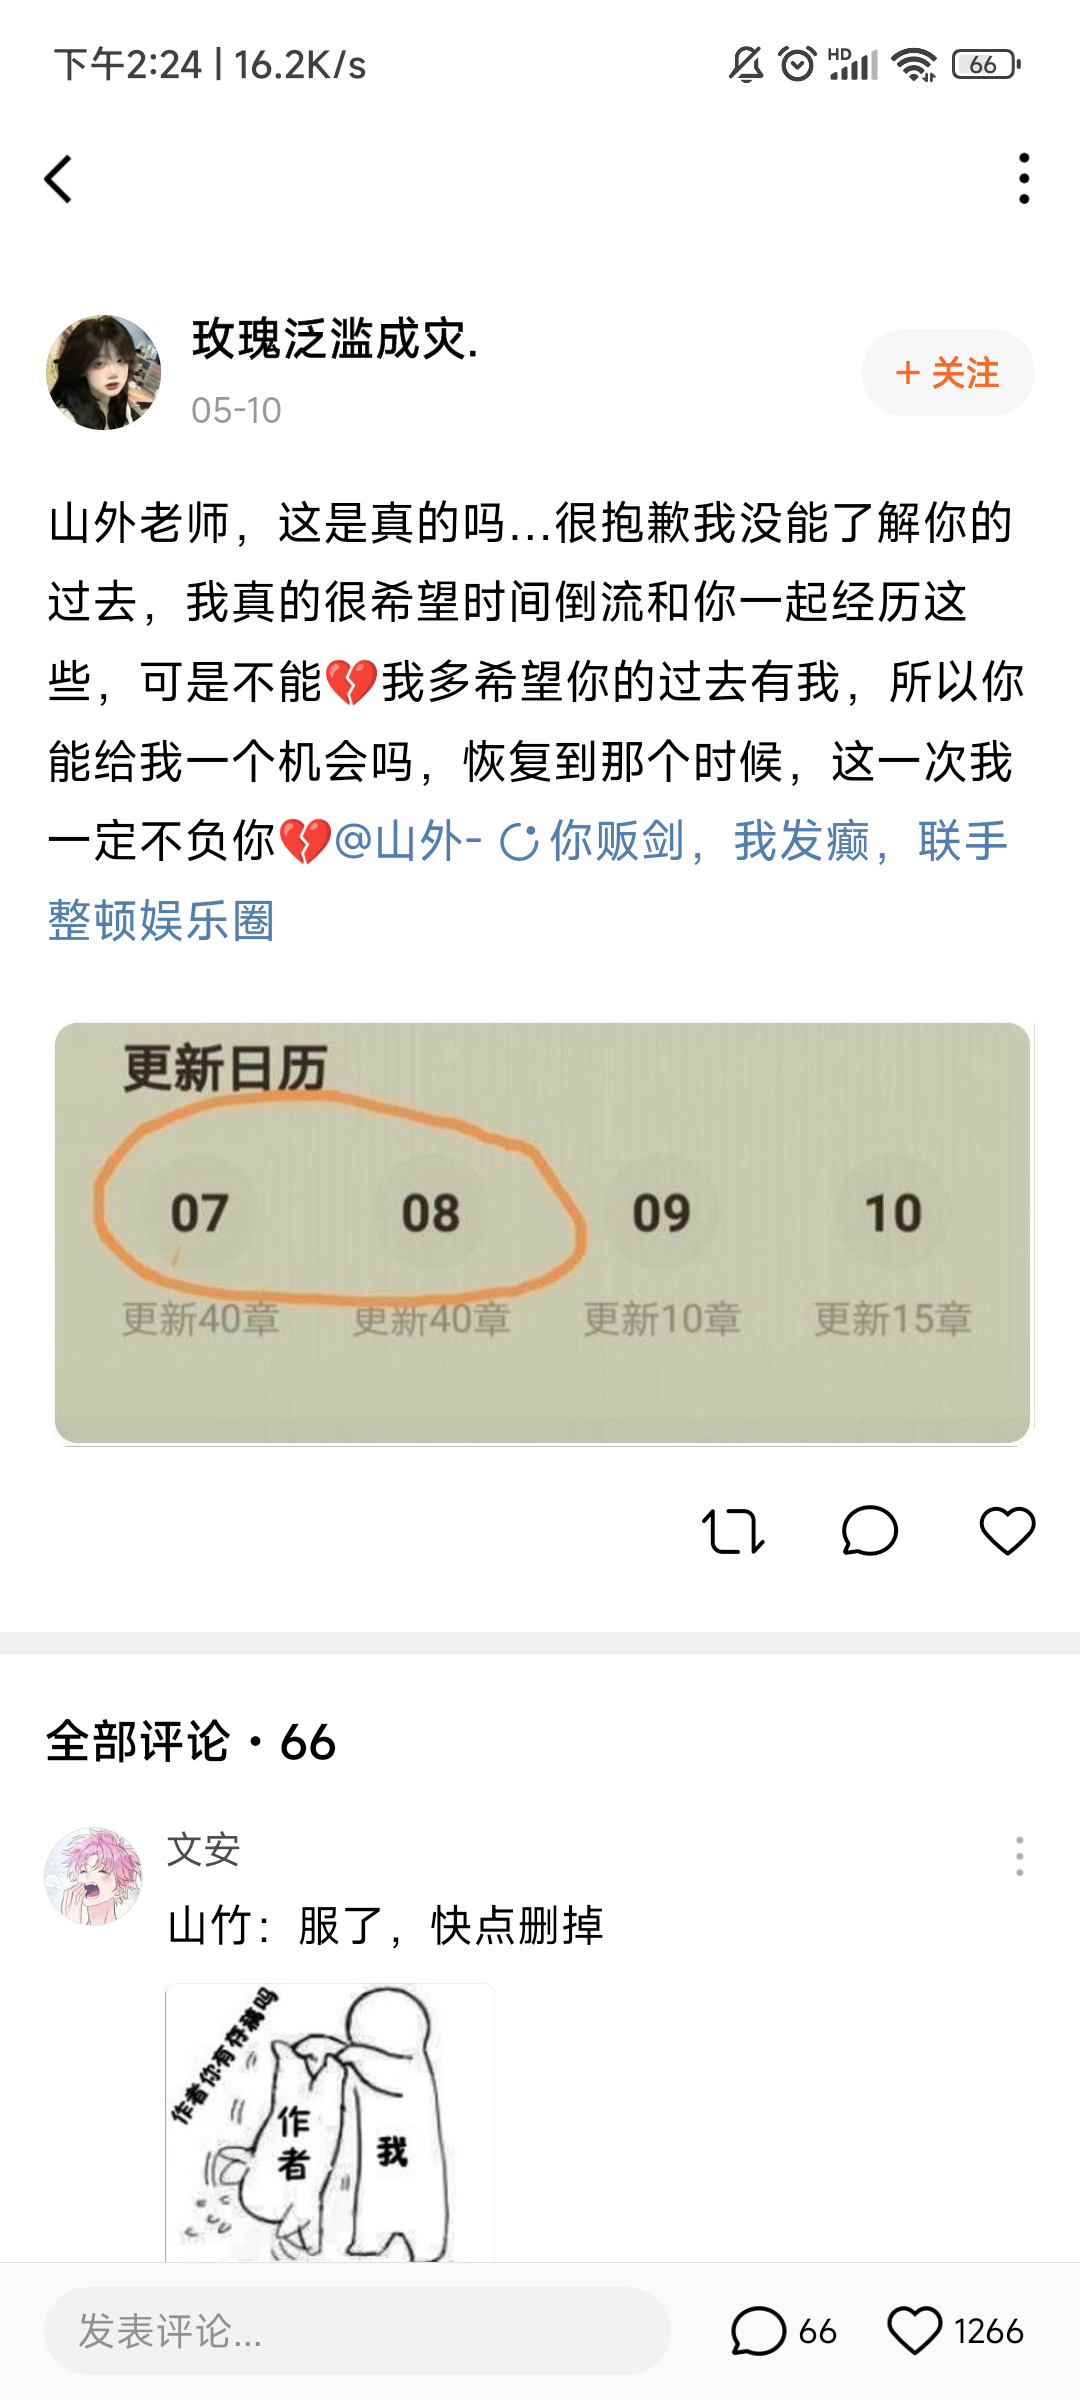 下午2:24 | 16.2K/s
HD
66
玫瑰泛滥成灾.
05-10
+ 关注
山外老师，这是真的吗...很抱歉我没能了解你的
过去，我真的很希望时间倒流和你一起经历这
些，可是不能💔我多希望你的过去有我，所以你
能给我一个机会吗，恢复到那个时候，这一次我
一定不负你💔@山外- 你贩剑，我发癫，联手
整顿娱乐圈
更新日历
07 08 09 10
更新40章 更新40章 更新10章 更新15章
全部评论·66
文安
山竹：服了，快点删掉
作者你有存稿吗
作者
我
发表评论...
66
1266